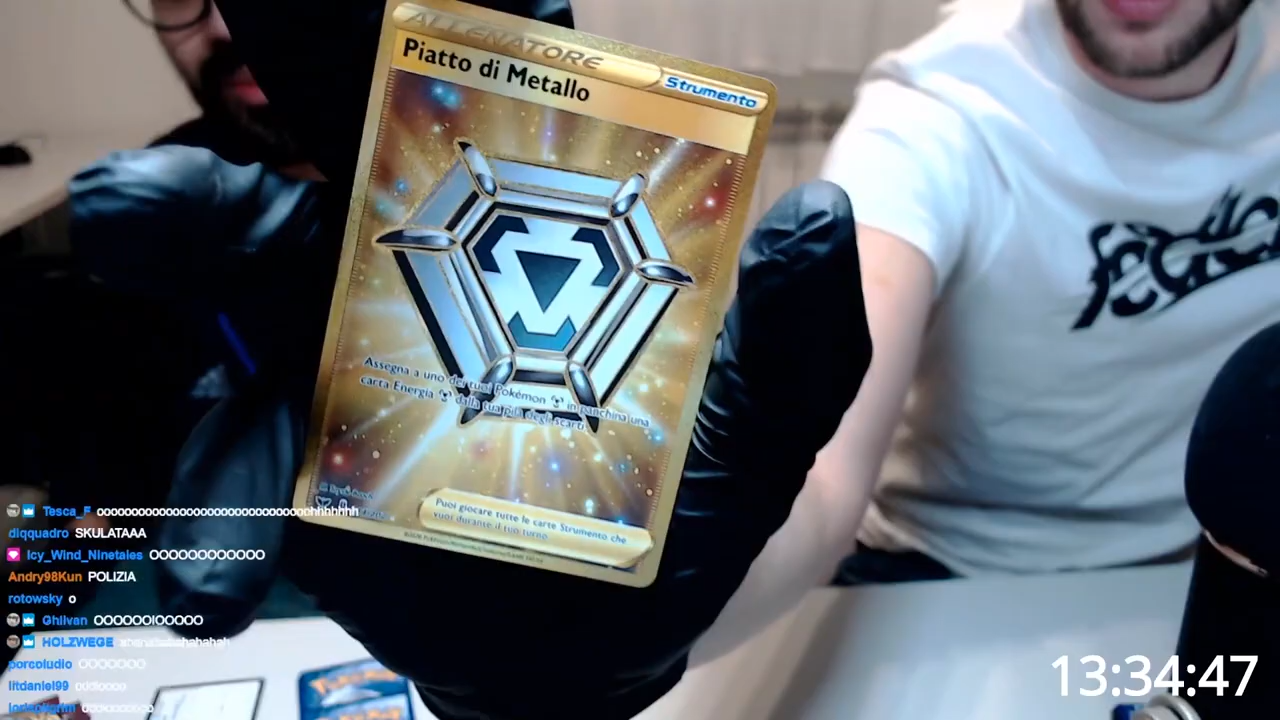 ALLENATORE
Piatto di Metallo
Strumento
Assegna a uno dei tuoi Pokémon in panchina una
carta Energia dalla tua pila degli scarti.
Puoi giocare tutte le carte Strumento che
vuoi durante il tuo turno.
Tesca_F ooooooooooooooooooooooooooooooooohhhhhhh
diqquadro SKULATAAA
Icy_Wind_Ninetales OOOOOOOOOOOO
Andry98Kun POLIZIA
rotowsky o
Ghilvan OOOOOOIOOOOO
HOLZWEGE
porcoludio OOOOOOO
litdaniel99
13:34:47